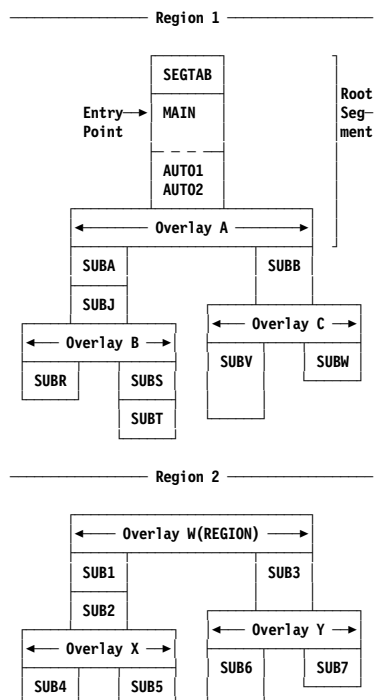 Region 1
SEGTAB
Root
Entry MAIN Seg-
Point ment
AUTO1
AUTO2
Overlay A
SUBA SUBB
SUBJ
Overlay C
Overlay B
SUBV SUBW
SUBR SUBS
SUBT
Region 2
Overlay W(REGION)
SUB1 SUB3
SUB2
Overlay Y
Overlay X
SUB6 SUB7
SUB4 SUB5